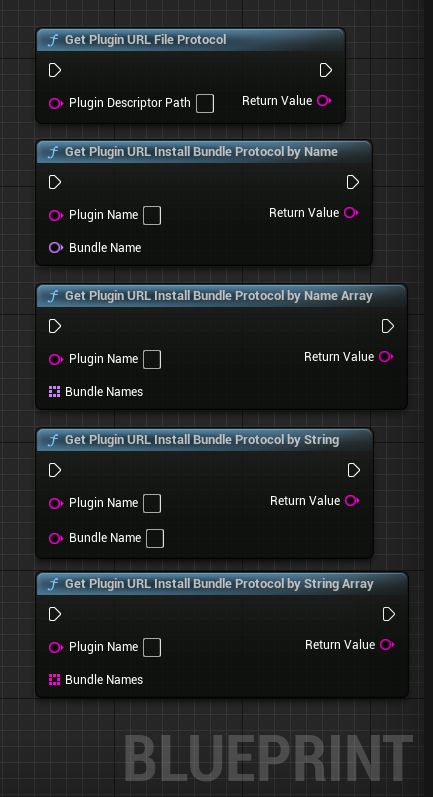 Get Plugin URL File Protocol
Plugin Descriptor Path
Return Value
Get Plugin URL Install Bundle Protocol by Name
Plugin Name
Return Value
Bundle Name
Get Plugin URL Install Bundle Protocol by Name Array
Plugin Name
Return Value
Bundle Names
Get Plugin URL Install Bundle Protocol by String
Plugin Name
Return Value
Bundle Name
Get Plugin URL Install Bundle Protocol by String Array
Plugin Name
Return Value
Bundle Names
BLUEPRINT